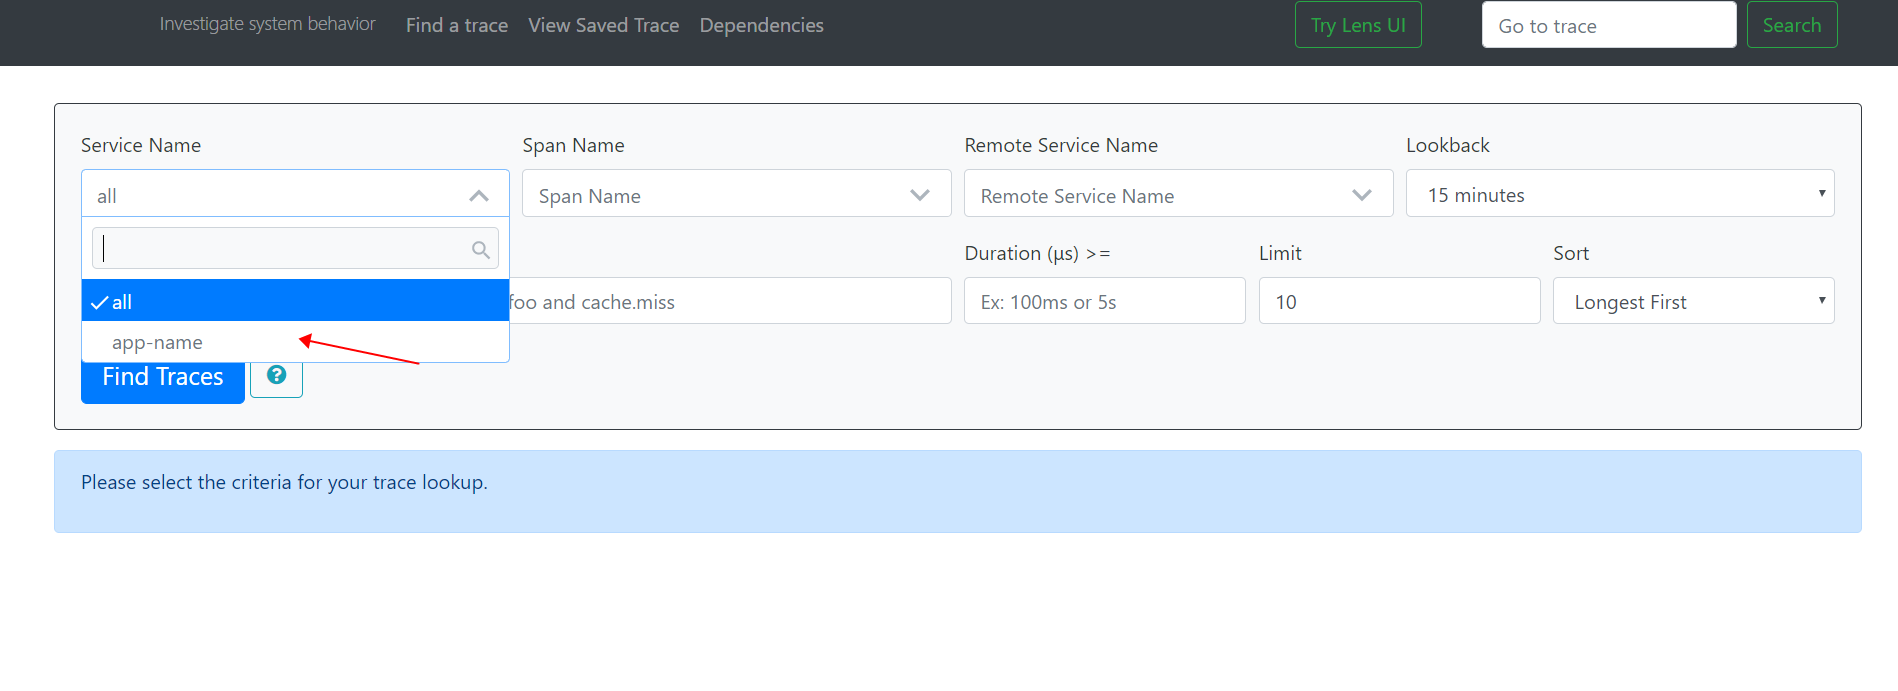 Investigate system behavior Find a trace View Saved Trace Dependencies Try Lens UI Go to trace Search
Service Name Span Name Remote Service Name Lookback
all Span Name Remote Service Name 15 minutes
Duration (μs) >= Limit Sort
all foo and cache.miss Ex: 100ms or 5s 10 Longest First
app-name
Find Traces ?
Please select the criteria for your trace lookup.